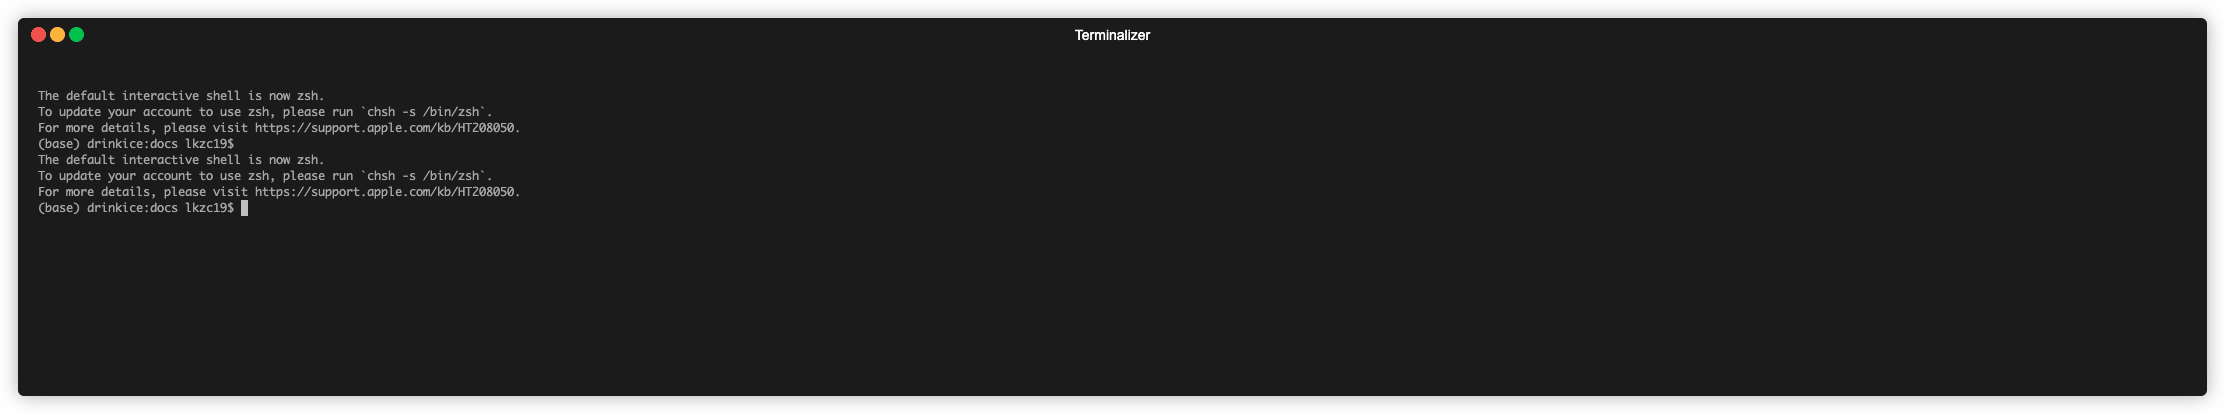 Terminalizer
The default interactive shell is now zsh.
To update your account to use zsh, please run `chsh -s /bin/zsh`.
For more details, please visit https://support.apple.com/kb/HT208050.
(base) drinkice:docs lkzc19$
The default interactive shell is now zsh.
To update your account to use zsh, please run `chsh -s /bin/zsh`.
For more details, please visit https://support.apple.com/kb/HT208050.
(base) drinkice:docs lkzc19$